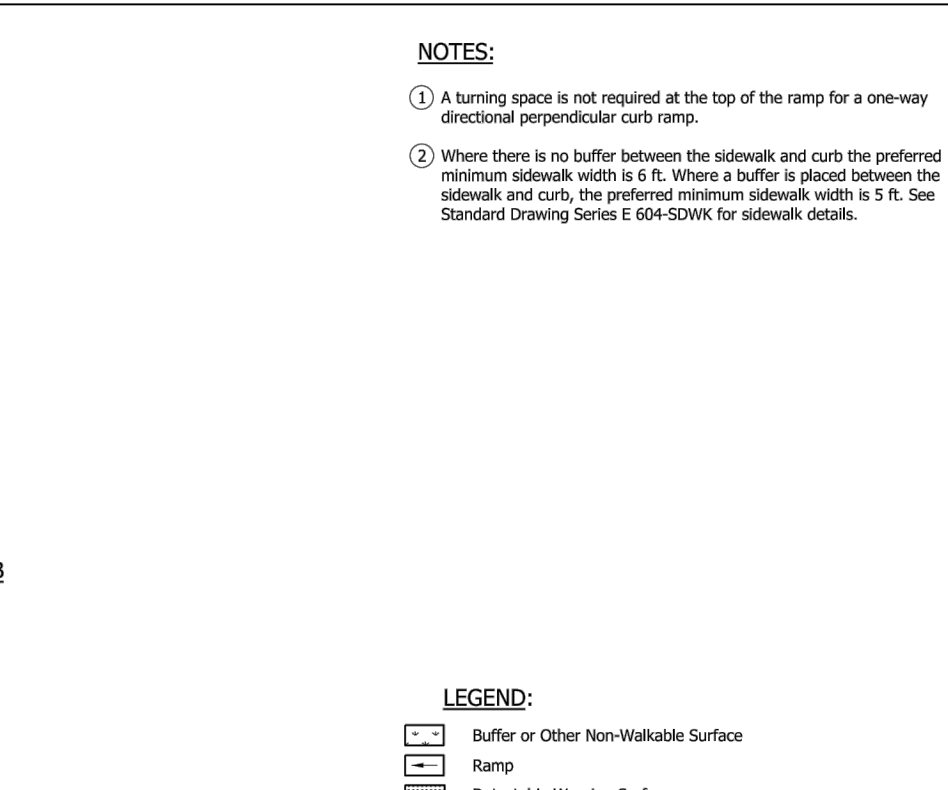 NOTES:
1 A turning space is not required at the top of the ramp for a one-way
directional perpendicular curb ramp.
2 Where there is no buffer between the sidewalk and curb the preferred
minimum sidewalk width is 6 ft. Where a buffer is placed between the
sidewalk and curb, the preferred minimum sidewalk width is 5 ft. See
Standard Drawing Series E 604-SDWK for sidewalk details.
LEGEND:
Buffer or Other Non-Walkable Surface
Ramp